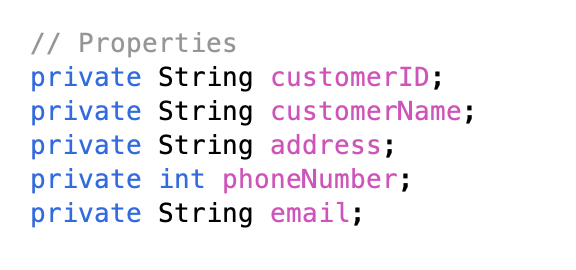 // Properties
private String customerID;
private String customerName;
private String address;
private int phoneNumber;
private String email;